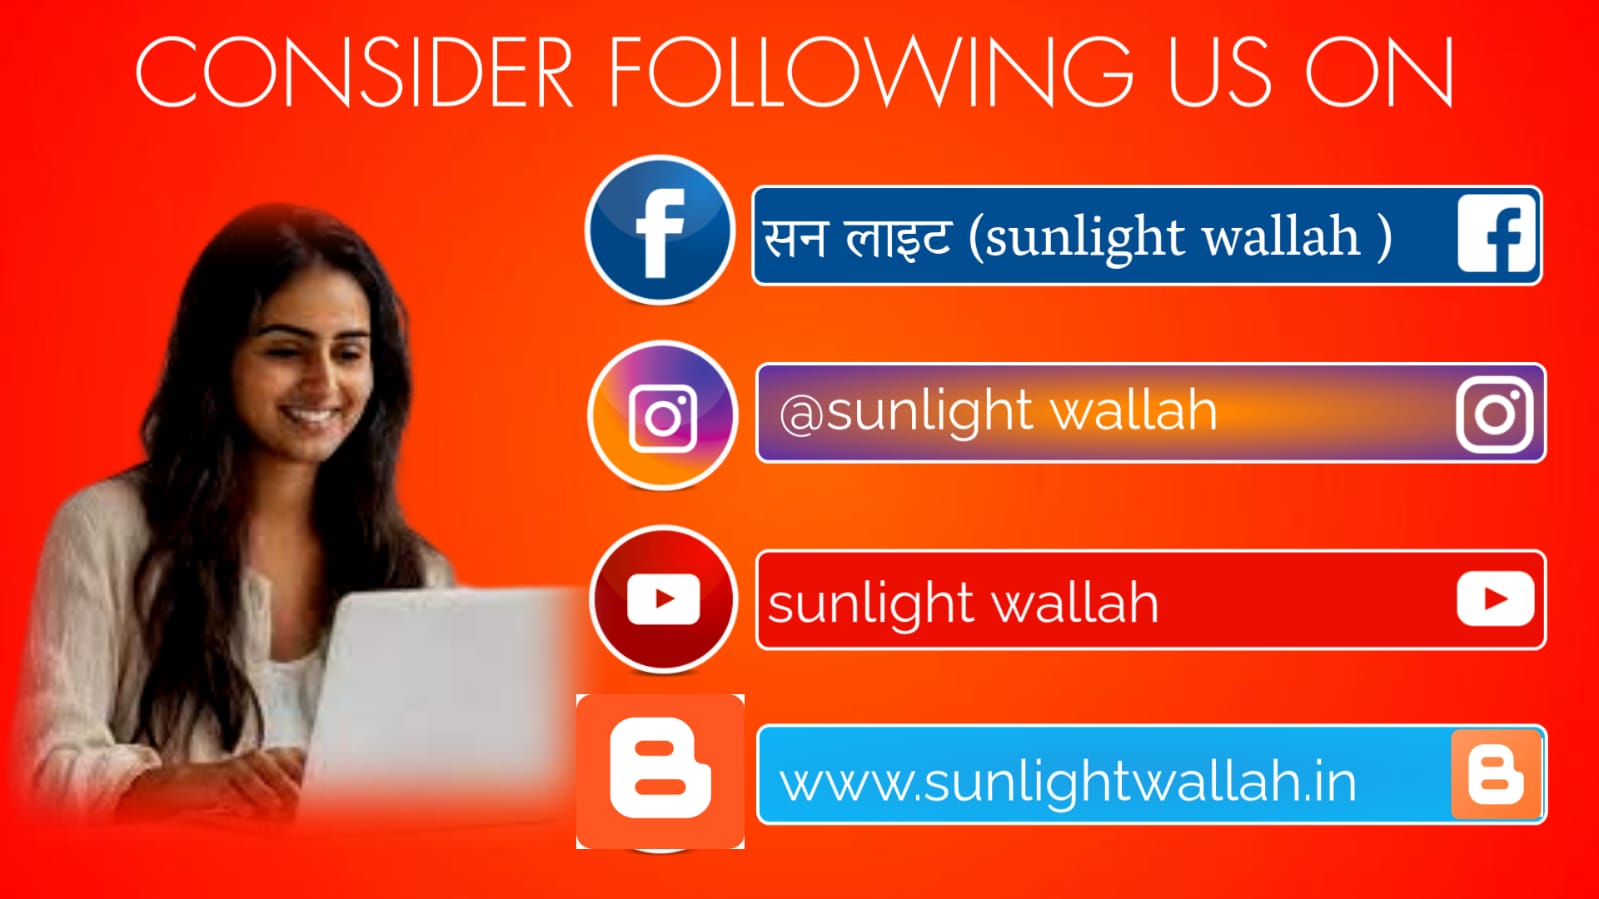 CONSIDER FOLLOWING US ON
सन लाइट (sunlight wallah )
@sunlight wallah
sunlight wallah
www.sunlightwallah.in